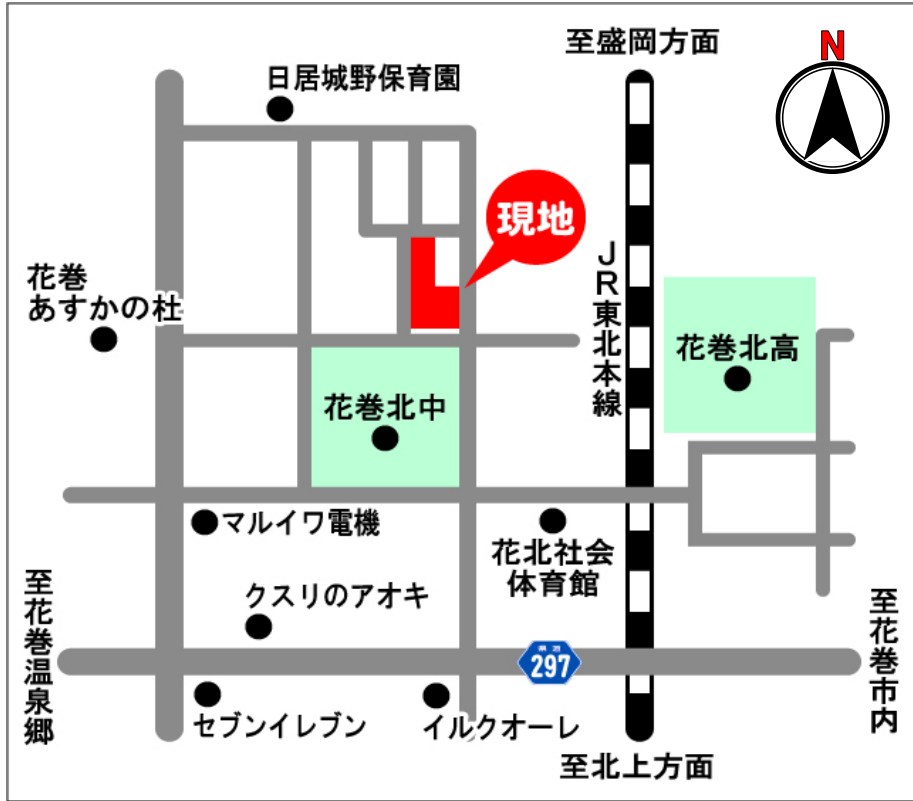 至盛岡方面
N
日居城野保育園
現地
花巻
あすかの杜
JR東北本線
花巻北高
花巻北中
マルイワ電機
花北社会
体育館
クスリのアオキ
至花巻温泉郷
至花巻市内
県道
297
セブンイレブン
イルクオーレ
至北上方面